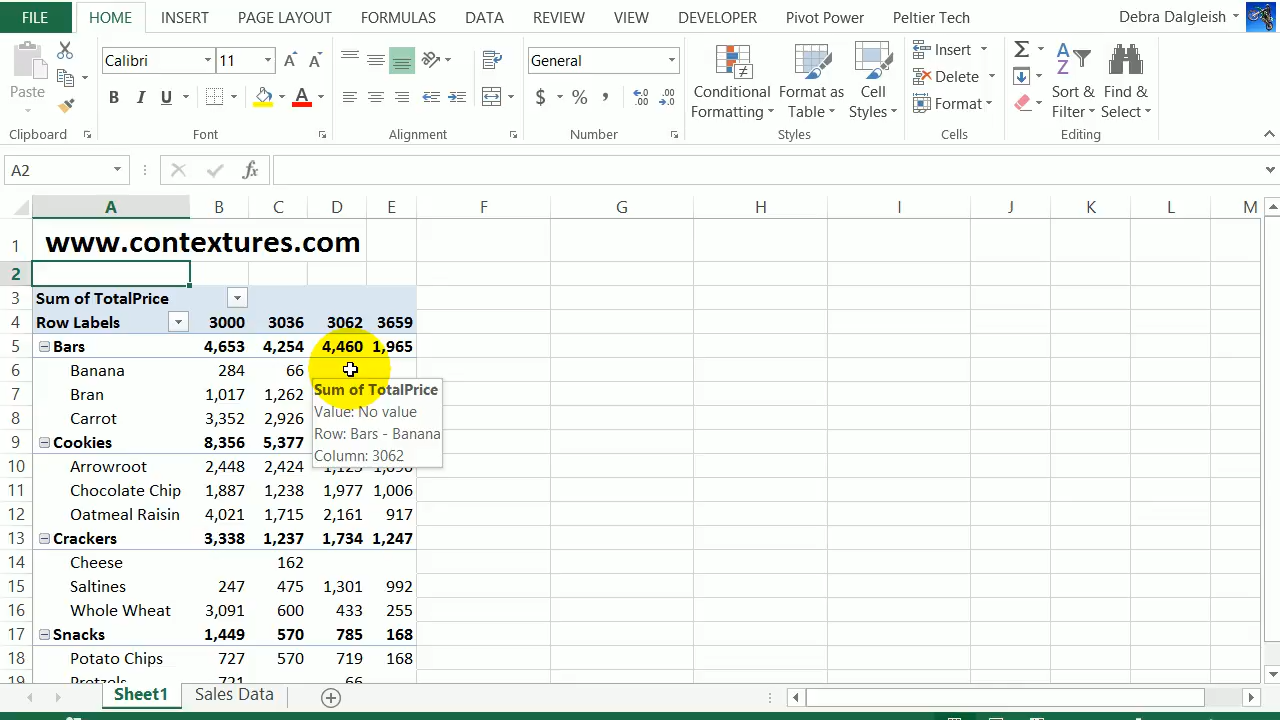 FILE HOME INSERT PAGE LAYOUT FORMULAS DATA REVIEW VIEW DEVELOPER Pivot Power Peltier Tech Debra Dalgleish
Calibri 11 General Insert Σ
Paste Conditional Formatting Format as Table Cell Styles Delete Sort & Filter Find & Select
B I U A $ % , Format
Clipboard Font Alignment Number Styles Cells Editing
A2 fx
A B C D E F G H I J K L M
1 www.contextures.com
2
3 Sum of TotalPrice
4 Row Labels 3000 3036 3062 3659
5 Bars 4,653 4,254 4,460 1,965
6 Banana 284 66
Sum of TotalPrice
7 Bran 1,017 1,262
Value: No value
8 Carrot 3,352 2,926
Row: Bars - Banana
9 Cookies 8,356 5,377
Column: 3062
10 Arrowroot 2,448 2,424
11 Chocolate Chip 1,887 1,238 1,977 1,006
12 Oatmeal Raisin 4,021 1,715 2,161 917
13 Crackers 3,338 1,237 1,734 1,247
14 Cheese 162
15 Saltines 247 475 1,301 992
16 Whole Wheat 3,091 600 433 255
17 Snacks 1,449 570 785 168
18 Potato Chips 727 570 719 168
19 Pretzels 721 66
Sheet1 Sales Data